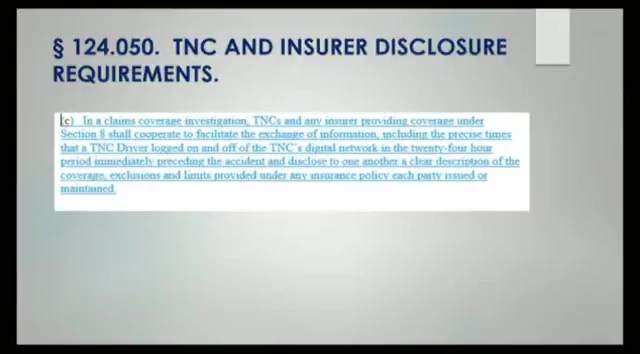 § 124.050. TNC AND INSURER DISCLOSURE
REQUIREMENTS.
(c) In a claims coverage investigation, TNCs and any insurer providing coverage under
Section 8 shall cooperate to facilitate the exchange of information, including the precise times
that a TNC Driver logged on and off of the TNC's digital network in the twenty-four hour
period immediately preceding the accident and disclose to one another a clear description of the
coverage, exclusions and limits provided under any insurance policy each party issued or
maintained.